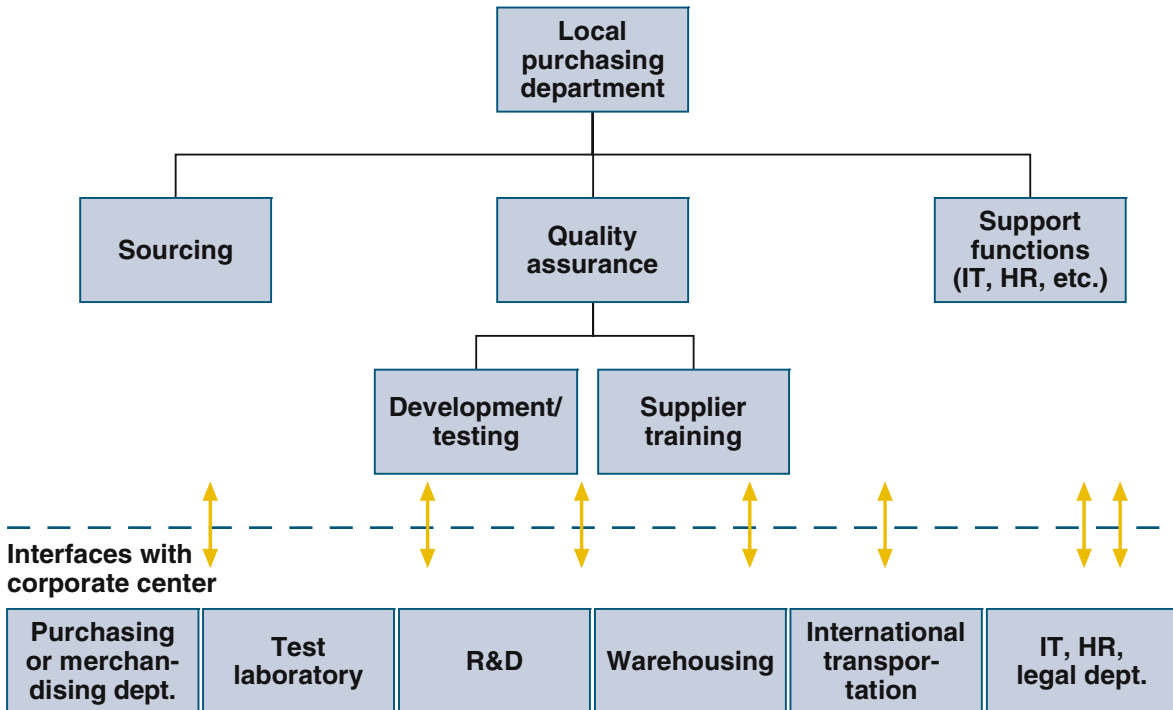 Local
purchasing
department
Sourcing
Quality
assurance
Support
functions
(IT, HR, etc.)
Development/
testing
Supplier
training
Interfaces with
corporate center
Purchasing
or merchan-
dising dept.
Test
laboratory
R&D
Warehousing
International
transpor-
tation
IT, HR,
legal dept.